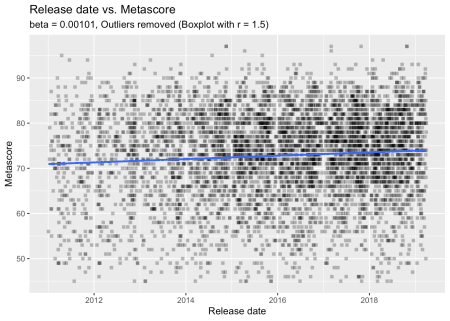 Release date vs. Metascore
beta = 0.00101, Outliers removed (Boxplot with r = 1.5)
Metascore
90
80
70
60
50
2012
2014
2016
2018
Release date